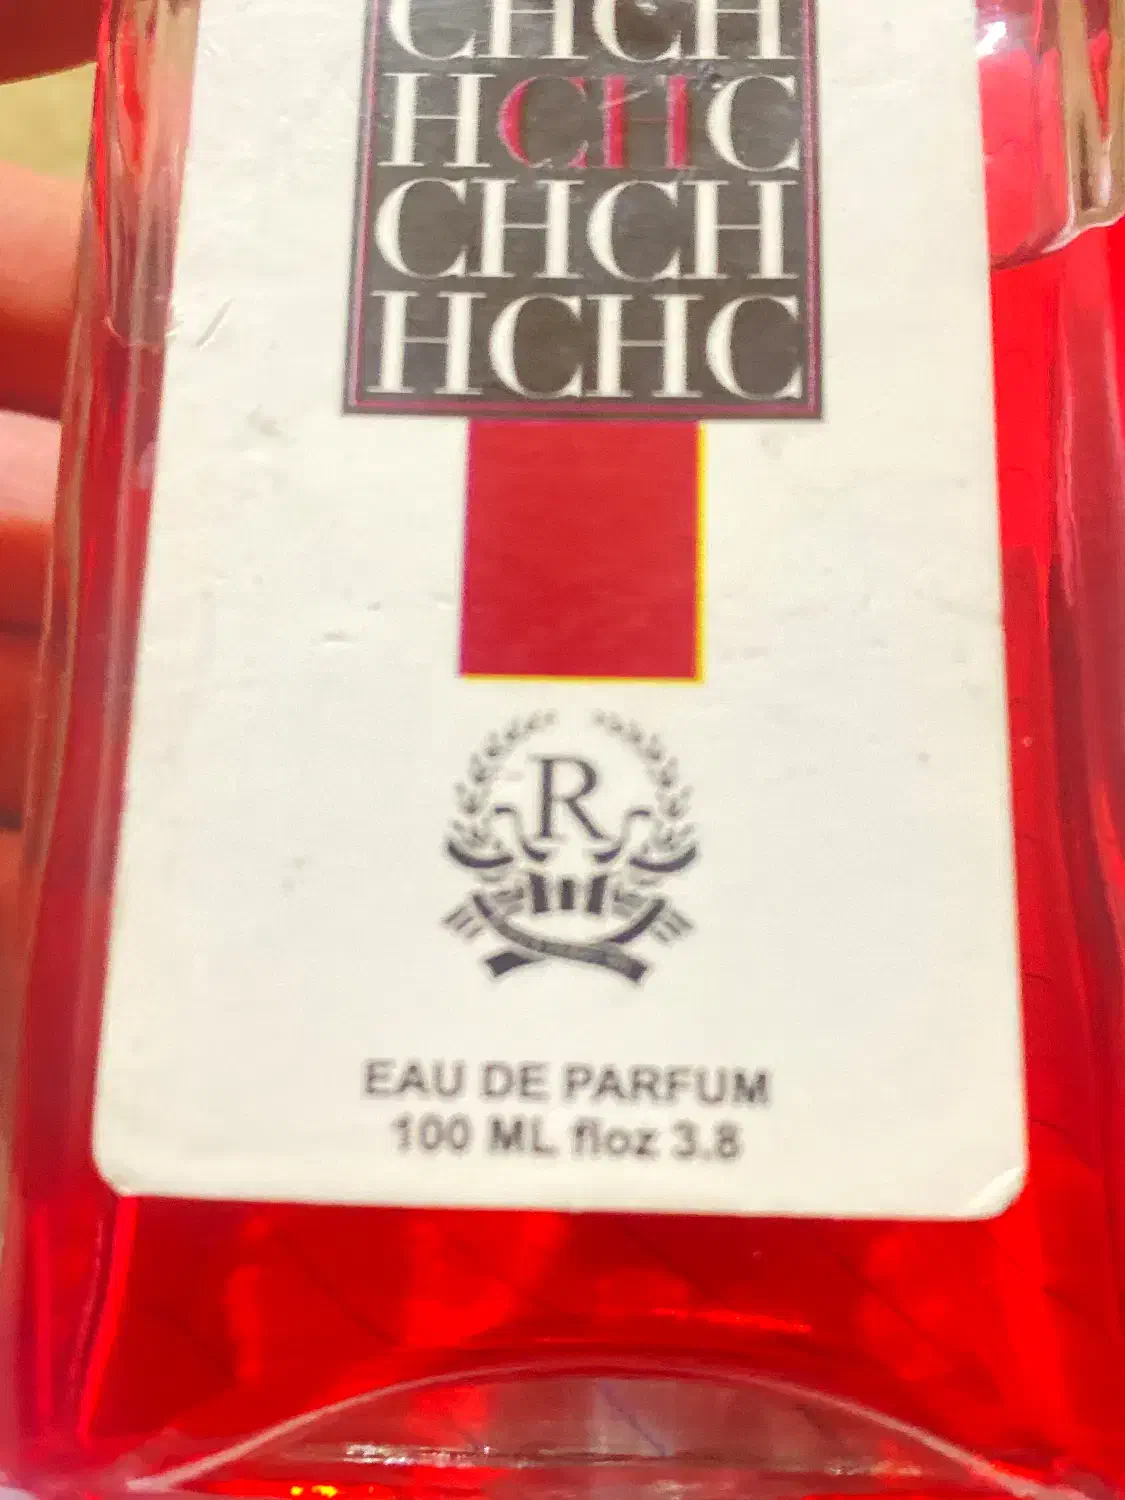 CHCH
HCHC
CHCH
HCHC
R
EAU DE PARFUM
100 ML floz 3.8